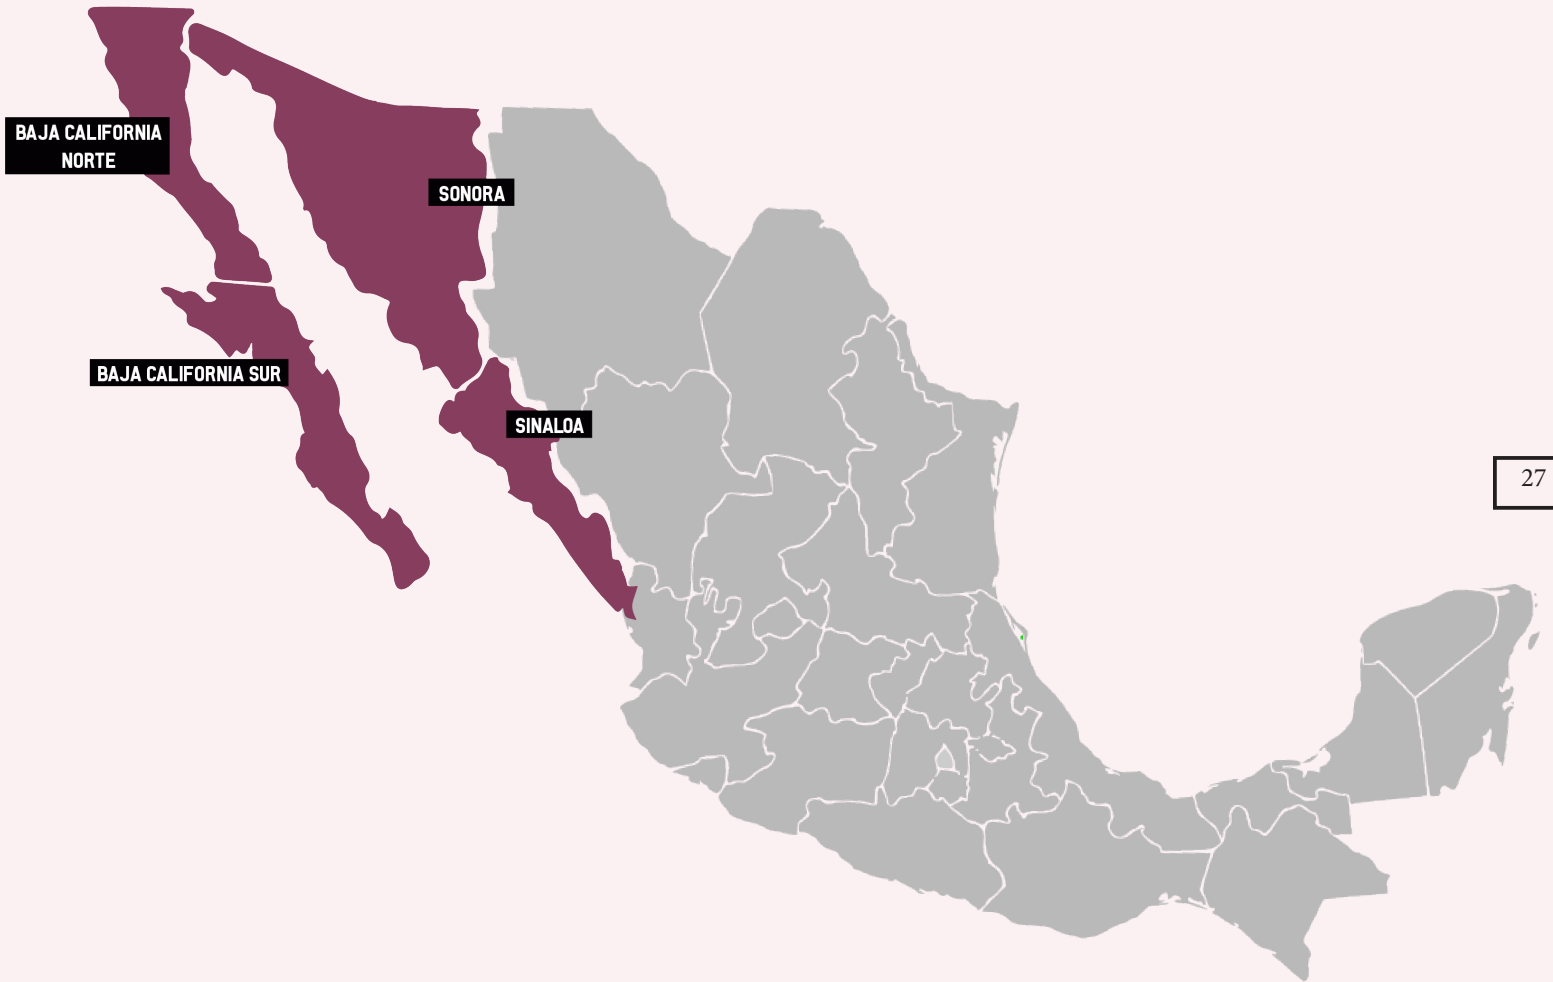 BAJA CALIFORNIA
NORTE
SONORA
BAJA CALIFORNIA SUR
SINALOA
27